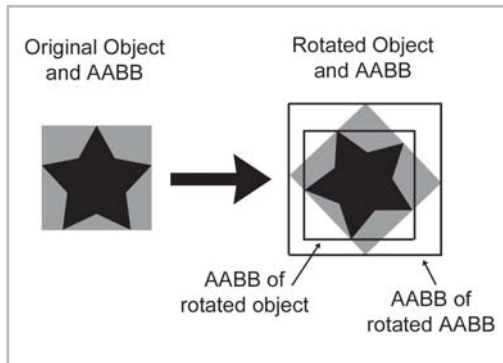 Original Object
and AABB
Rotated Object
and AABB
AABB of
rotated object
AABB of
rotated AABB